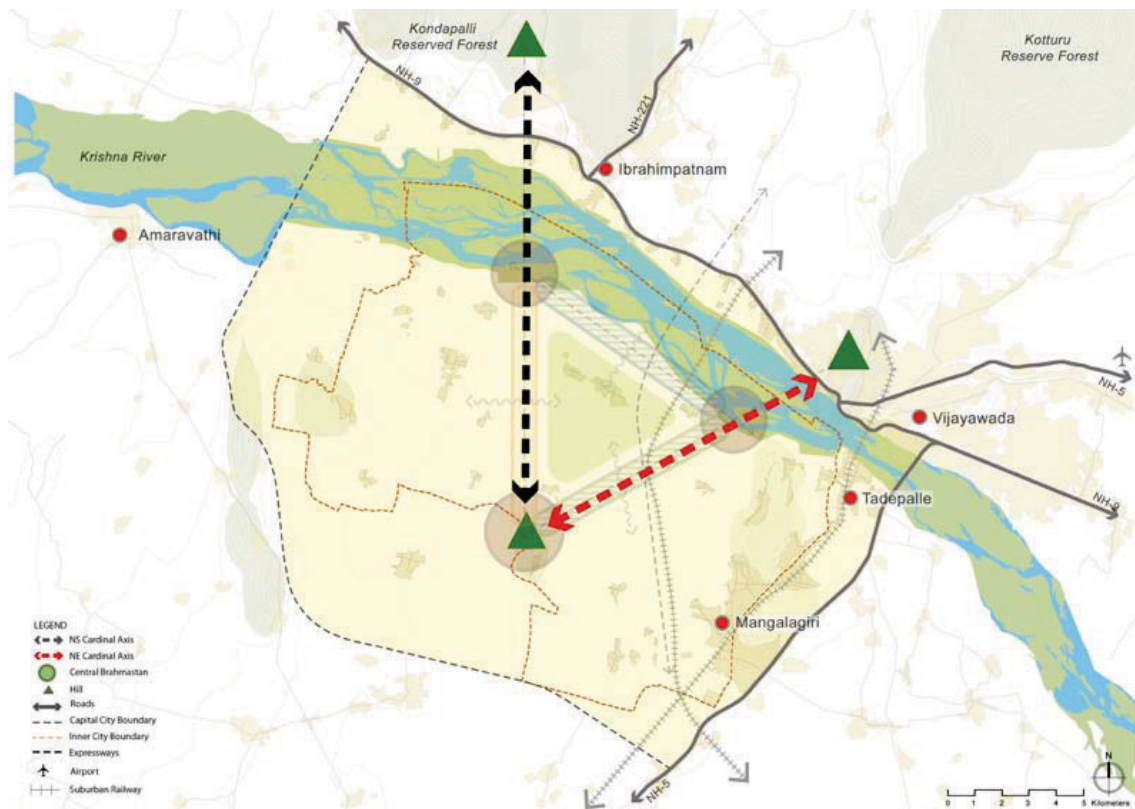 Kondapalli
Reserved Forest
Kotturu
Reserve Forest
NH-9
NH-221
Krishna River
Ibrahimpatnam
Amaravathi
NH-5
Vijayawada
Tadepalle
NH-9
Mangalagiri
NH-5
LEGEND
NS Cardinal Axis
NE Cardinal Axis
Central Brahmastan
Hill
Roads
Capital City Boundary
Inner City Boundary
Expressways
Airport
Suburban Railway
N
0 1 2 3 4 5
Kilometers